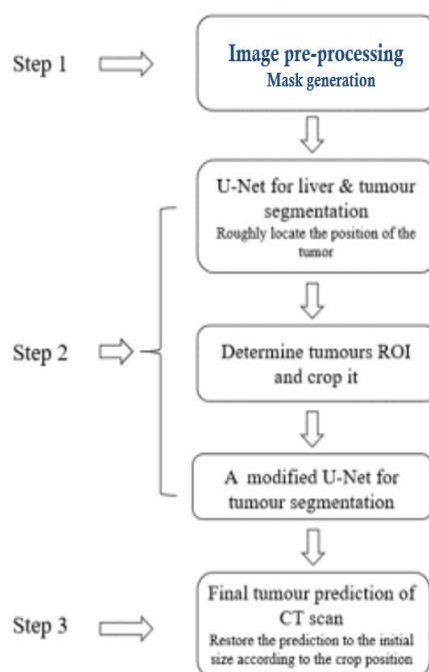 Step 1
Image pre-processing
Mask generation
U-Net for liver & tumour
segmentation
Roughly locate the position of the
tumor
Step 2
Determine tumours ROI
and crop it
A modified U-Net for
tumour segmentation
Step 3
Final tumour prediction of
CT scan
Restore the prediction to the initial
size according to the crop position